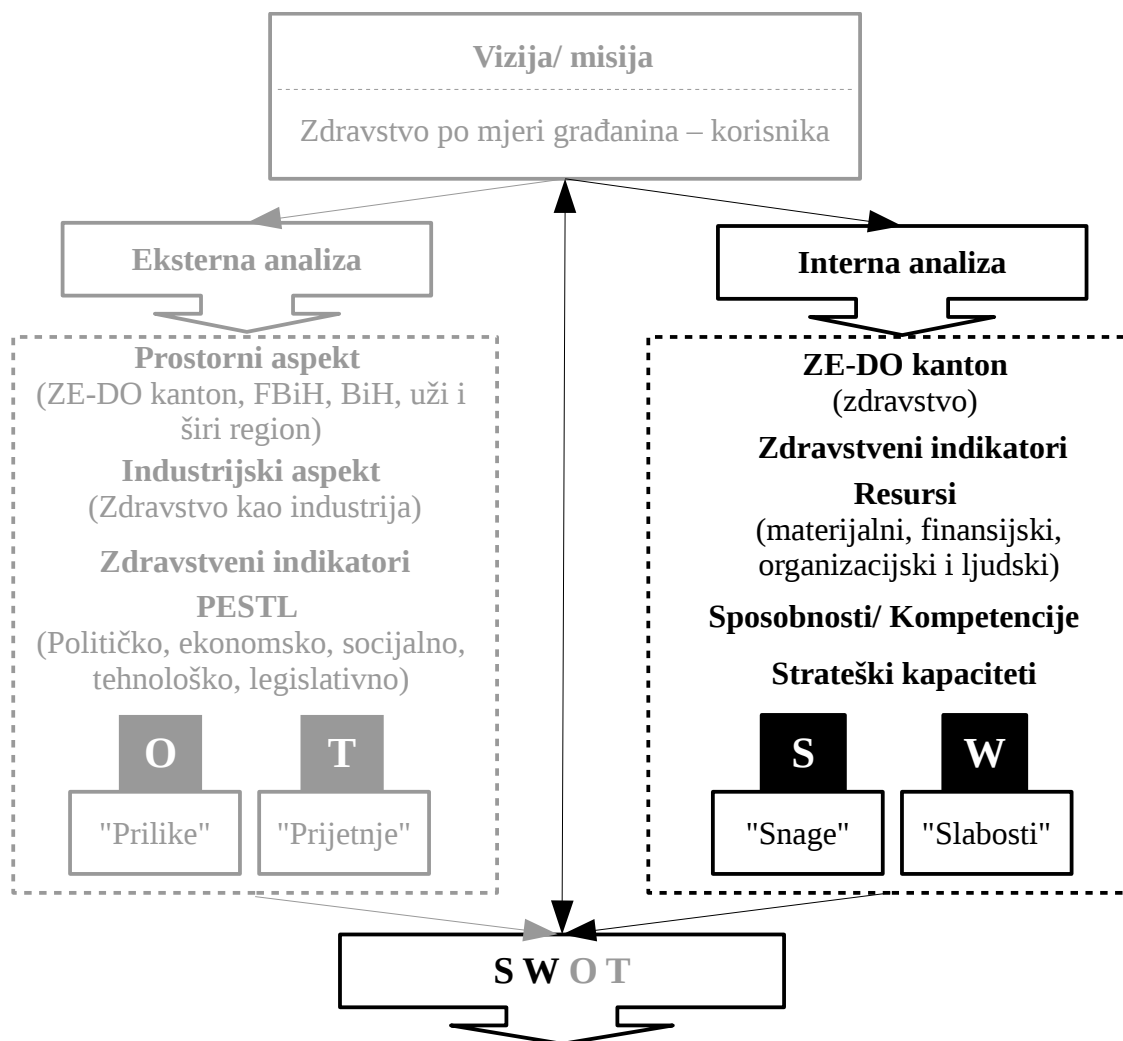 Vizija/ misija
Zdravstvo po mjeri građanina – korisnika
Eksterna analiza
Prostorni aspekt
(ZE-DO kanton, FBiH, BiH, uži i
širi region)
Industrijski aspekt
(Zdravstvo kao industrija)
Zdravstveni indikatori
PESTL
(Političko, ekonomsko, socijalno,
tehnološko, legislativno)
O
T
"Prilike"
"Prijetnje"
Interna analiza
ZE-DO kanton
(zdravstvo)
Zdravstveni indikatori
Resursi
(materijalni, finansijski,
organizacijski i ljudski)
Sposobnosti/ Kompetencije
Strateški kapaciteti
S
W
"Snage"
"Slabosti"
S W O T